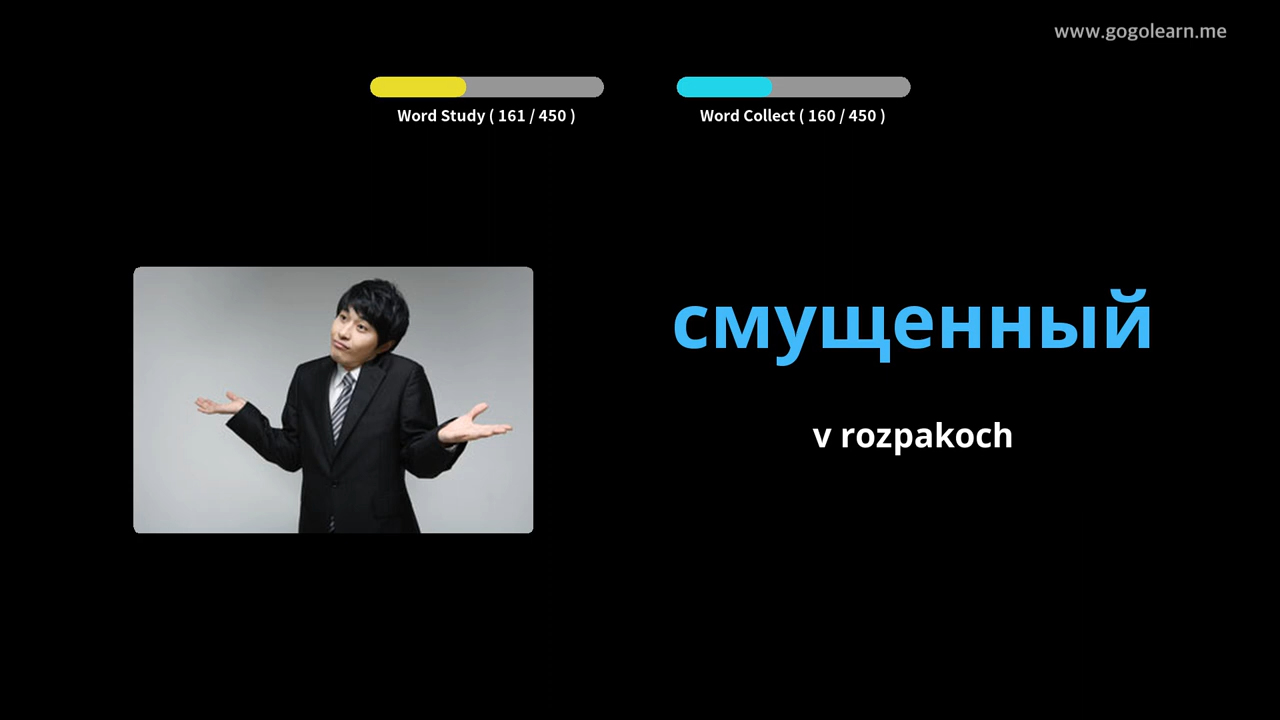 www.gogolearn.me
Word Study ( 161 / 450 )
Word Collect ( 160 / 450 )
смущенный
v rozpakoch